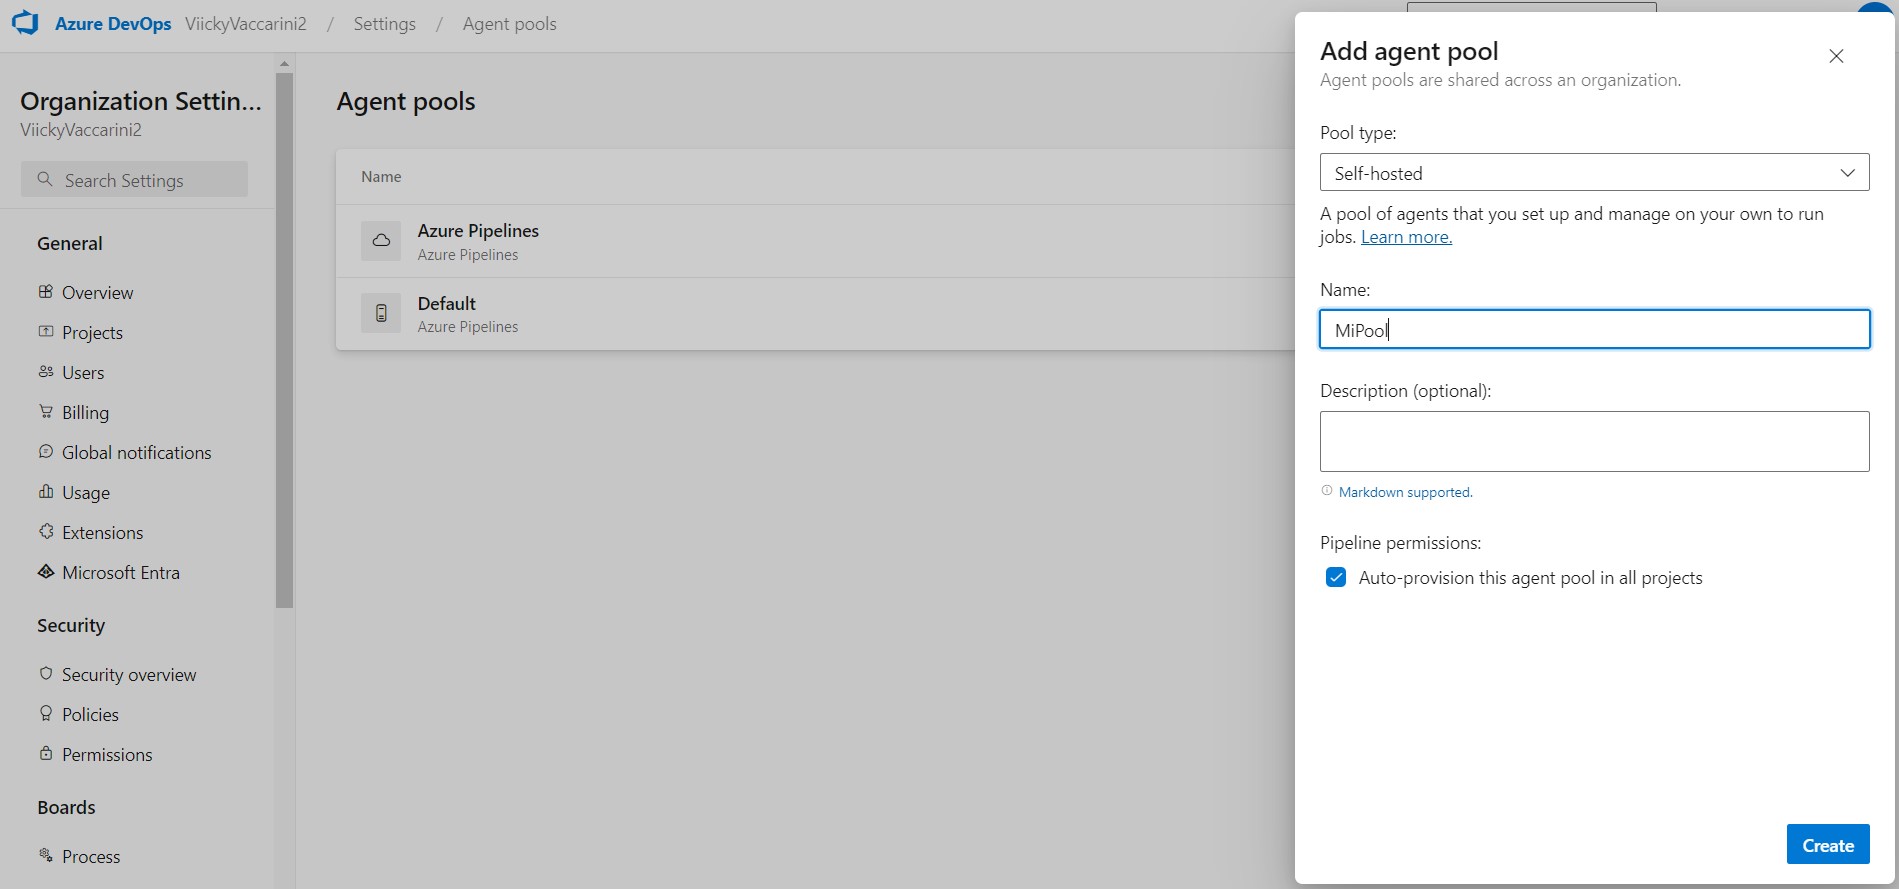 Azure DevOps ViickyVaccarini2 / Settings / Agent pools
Organization Settin...
ViickyVaccarini2
Search Settings
General
Overview
Projects
Users
Billing
Global notifications
Usage
Extensions
Microsoft Entra
Security
Security overview
Policies
Permissions
Boards
Process
Agent pools
Name
Azure Pipelines
Azure Pipelines
Default
Azure Pipelines
Add agent pool
Agent pools are shared across an organization.
Pool type:
Self-hosted
A pool of agents that you set up and manage on your own to run
jobs. Learn more.
Name:
MiPool
Description (optional):
Markdown supported.
Pipeline permissions:
Auto-provision this agent pool in all projects
Create